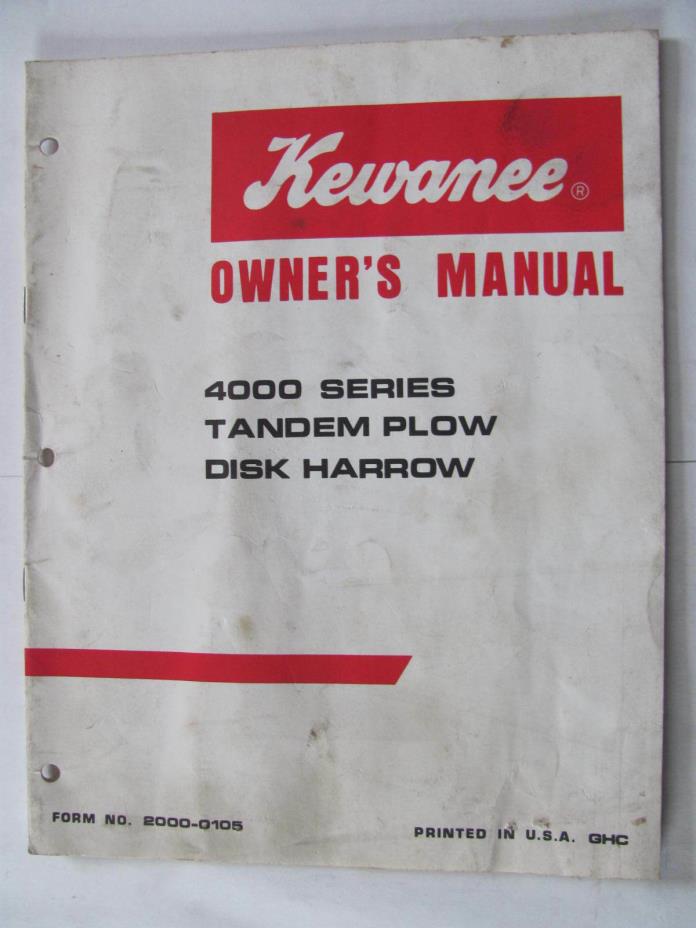 Kewanee ®
OWNER'S MANUAL
4000 SERIES
TANDEM PLOW
DISK HARROW
FORM NO. 2000-0105
PRINTED IN U.S.A. GHC